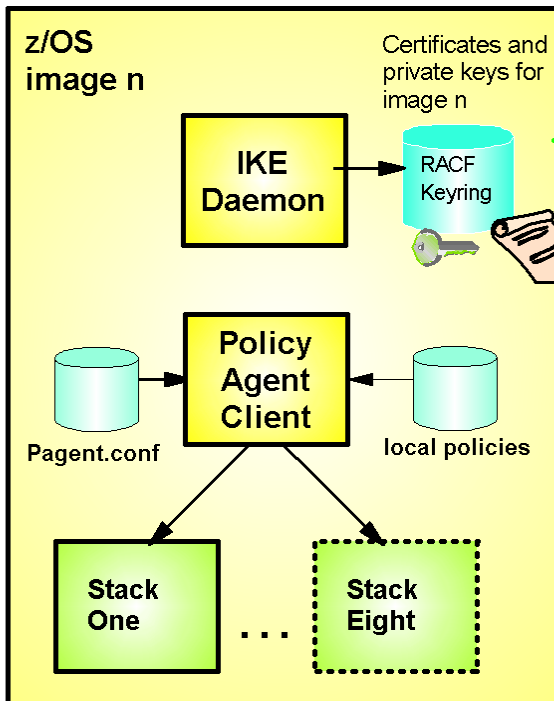 z/OS
image n
Certificates and
private keys for
image n
IKE
Daemon
RACF
Keyring
Policy
Agent
Client
Pagent.conf
local policies
Stack
One
...
Stack
Eight